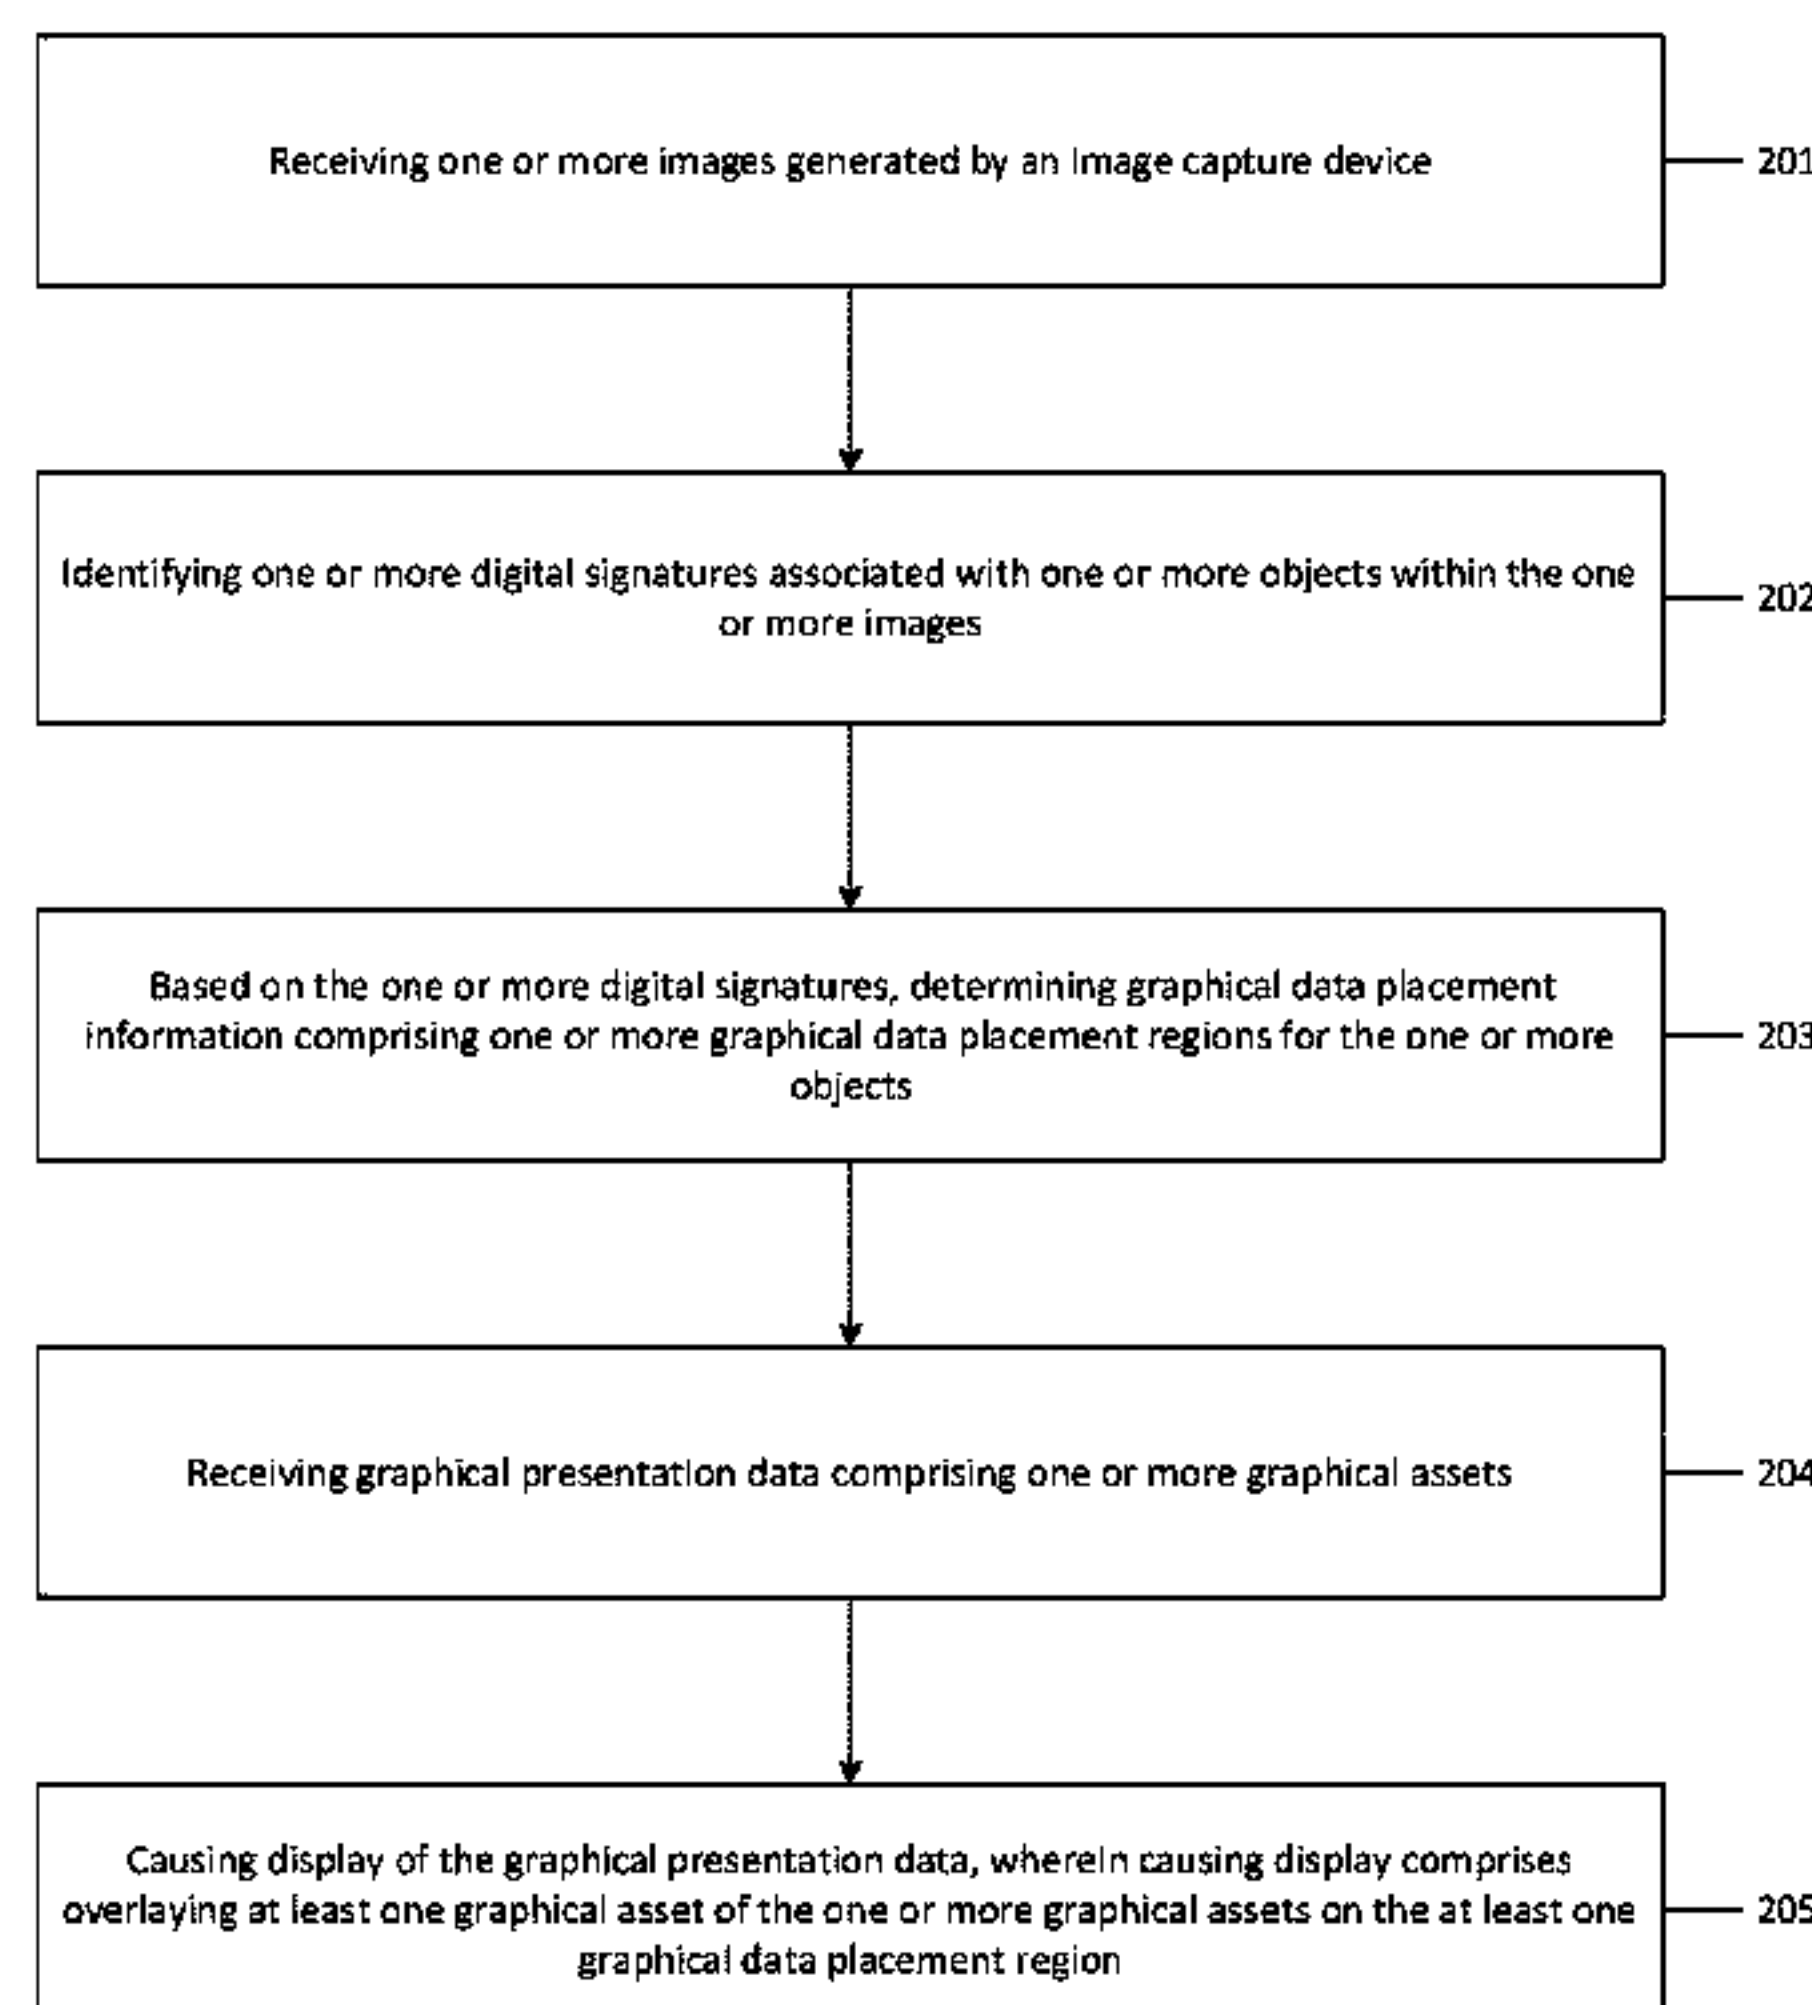 Receiving one or more images generated by an Image capture device
201
Identifying one or more digital signatures associated with one or more objects within the one
or more images
202
Based on the one or more digital signatures, determining graphical data placement
information comprising one or more graphical data placement regions for the one or more
objects
203
Receiving graphical presentation data comprising one or more graphical assets
204
Causing display of the graphical presentation data, wherein causing display comprises
overlaying at least one graphical asset of the one or more graphical assets on the at least one
graphical data placement region
205